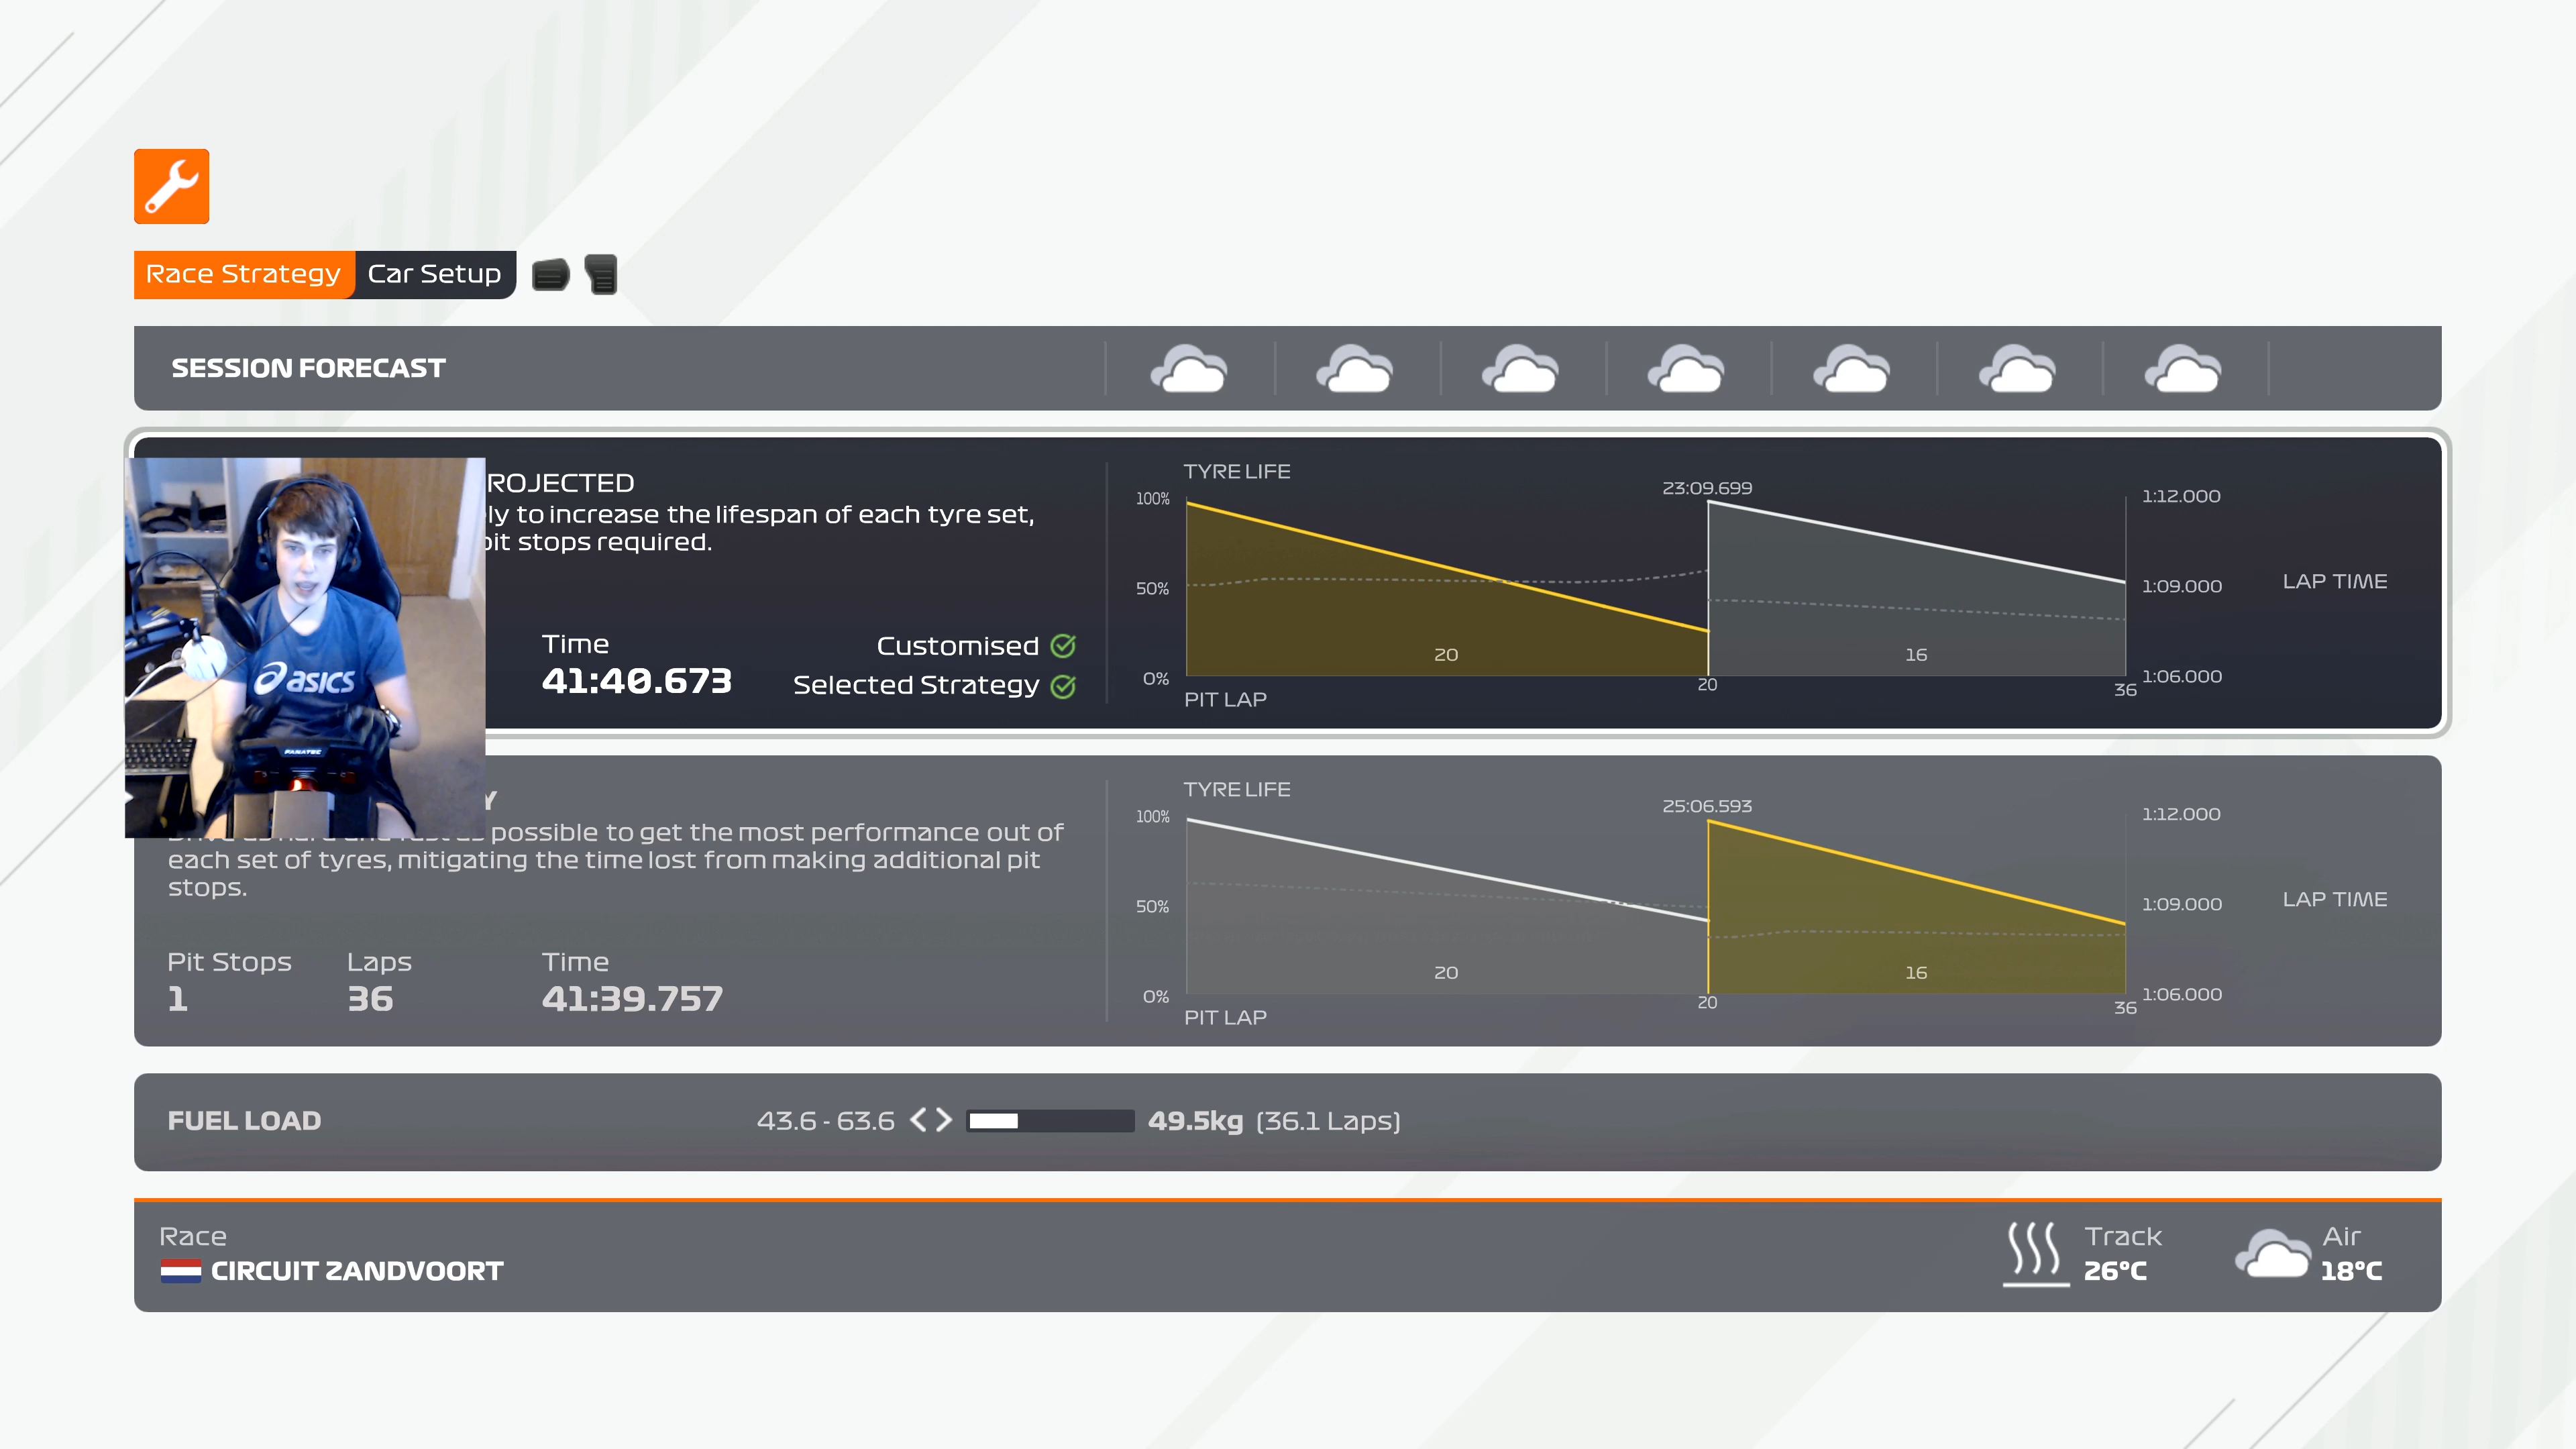 Race Strategy Car Setup
SESSION FORECAST
ROJECTED
ly to increase the lifespan of each tyre set,
pit stops required.
Time
41:40.673
Customised
Selected Strategy
TYRE LIFE
100%
50%
0%
PIT LAP
23:09.699
20
16
20
36
1:12.000
1:09.000
1:06.000
LAP TIME
asics
FANATEC
Y
possible to get the most performance out of
each set of tyres, mitigating the time lost from making additional pit
stops.
Pit Stops Laps Time
1 36 41:39.757
TYRE LIFE
100%
50%
0%
PIT LAP
25:06.593
20
16
20
36
1:12.000
1:09.000
1:06.000
LAP TIME
FUEL LOAD 43.6 - 63.6 49.5kg (36.1 Laps)
Race
CIRCUIT ZANDVOORT
Track
26°C
Air
18°C